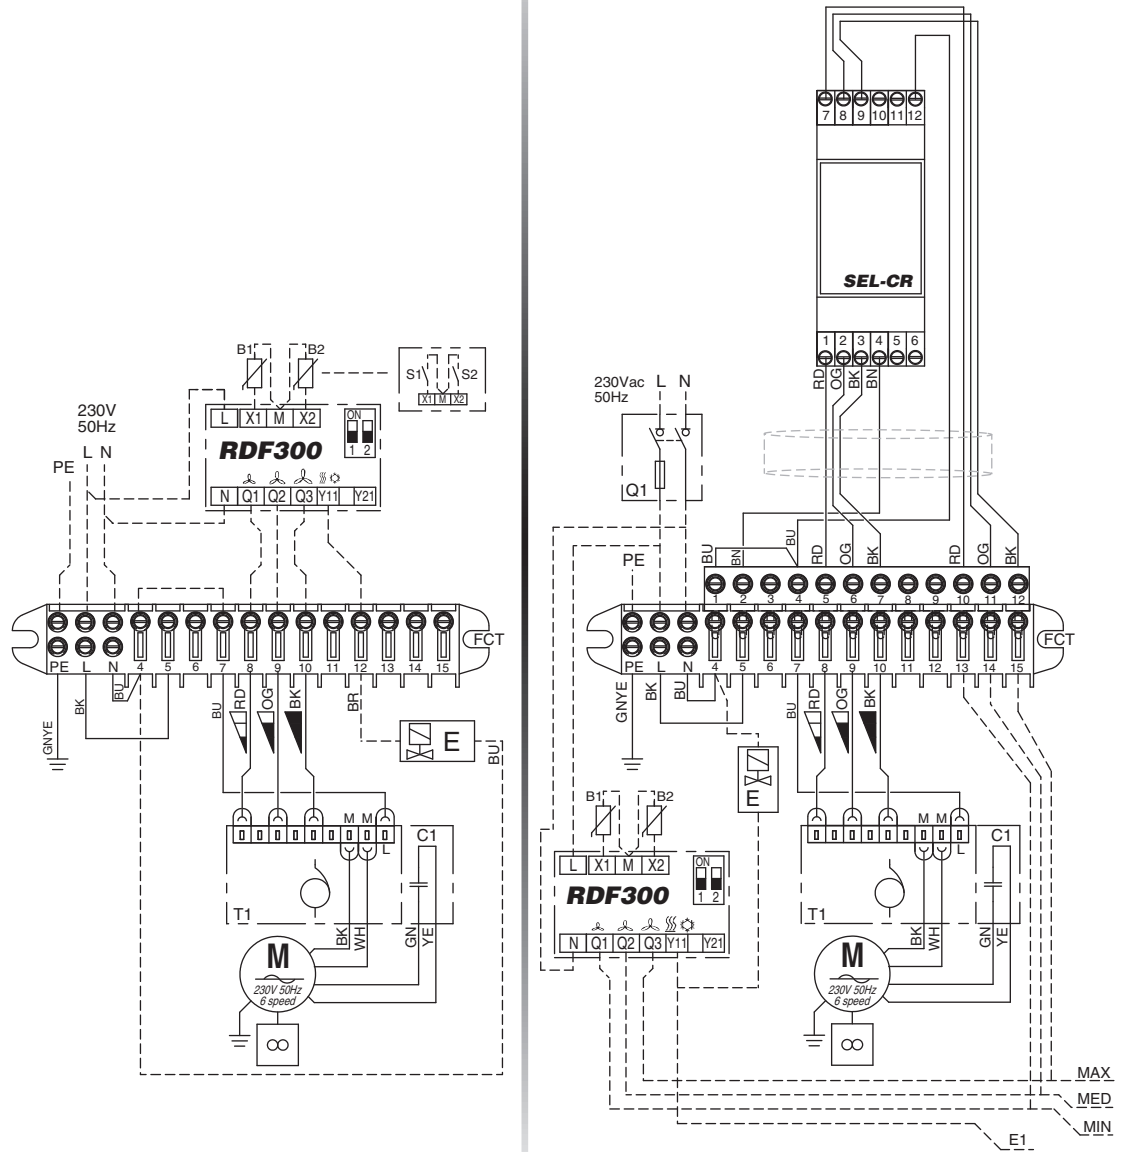 B1
B2
S1
S2
X1 M X2
230V
50Hz
L N
PE
L X1 M X2
ON
1 2
RDF300
N Q1 Q2 Q3 Y11 Y21
FCT
PE L N 4 5 6 7 8 9 10 11 12 13 14 15
GNYE
BK
BU
BU
RD
OG
BK
BR
E
BU
M M
L
C1
T1
BK
WH
GN
YE
M
230V 50Hz
6 speed
7 8 9 10 11 12
SEL-CR
1 2 3 4 5 6
RD
OG
BK
BN
230Vac
50Hz
L N
Q1
PE
BU
BN
BU
RD
OG
BK
RD
OG
BK
1 2 3 4 5 6 7 8 9 10 11 12
FCT
PE L N 4 5 6 7 8 9 10 11 12 13 14 15
GNYE
BK
BU
BU
RD
OG
BK
E
B1
B2
L X1 M X2
ON
1 2
RDF300
N Q1 Q2 Q3 Y11 Y21
M M
L
C1
T1
BK
WH
GN
YE
M
230V 50Hz
6 speed
MAX
MED
MIN
E1